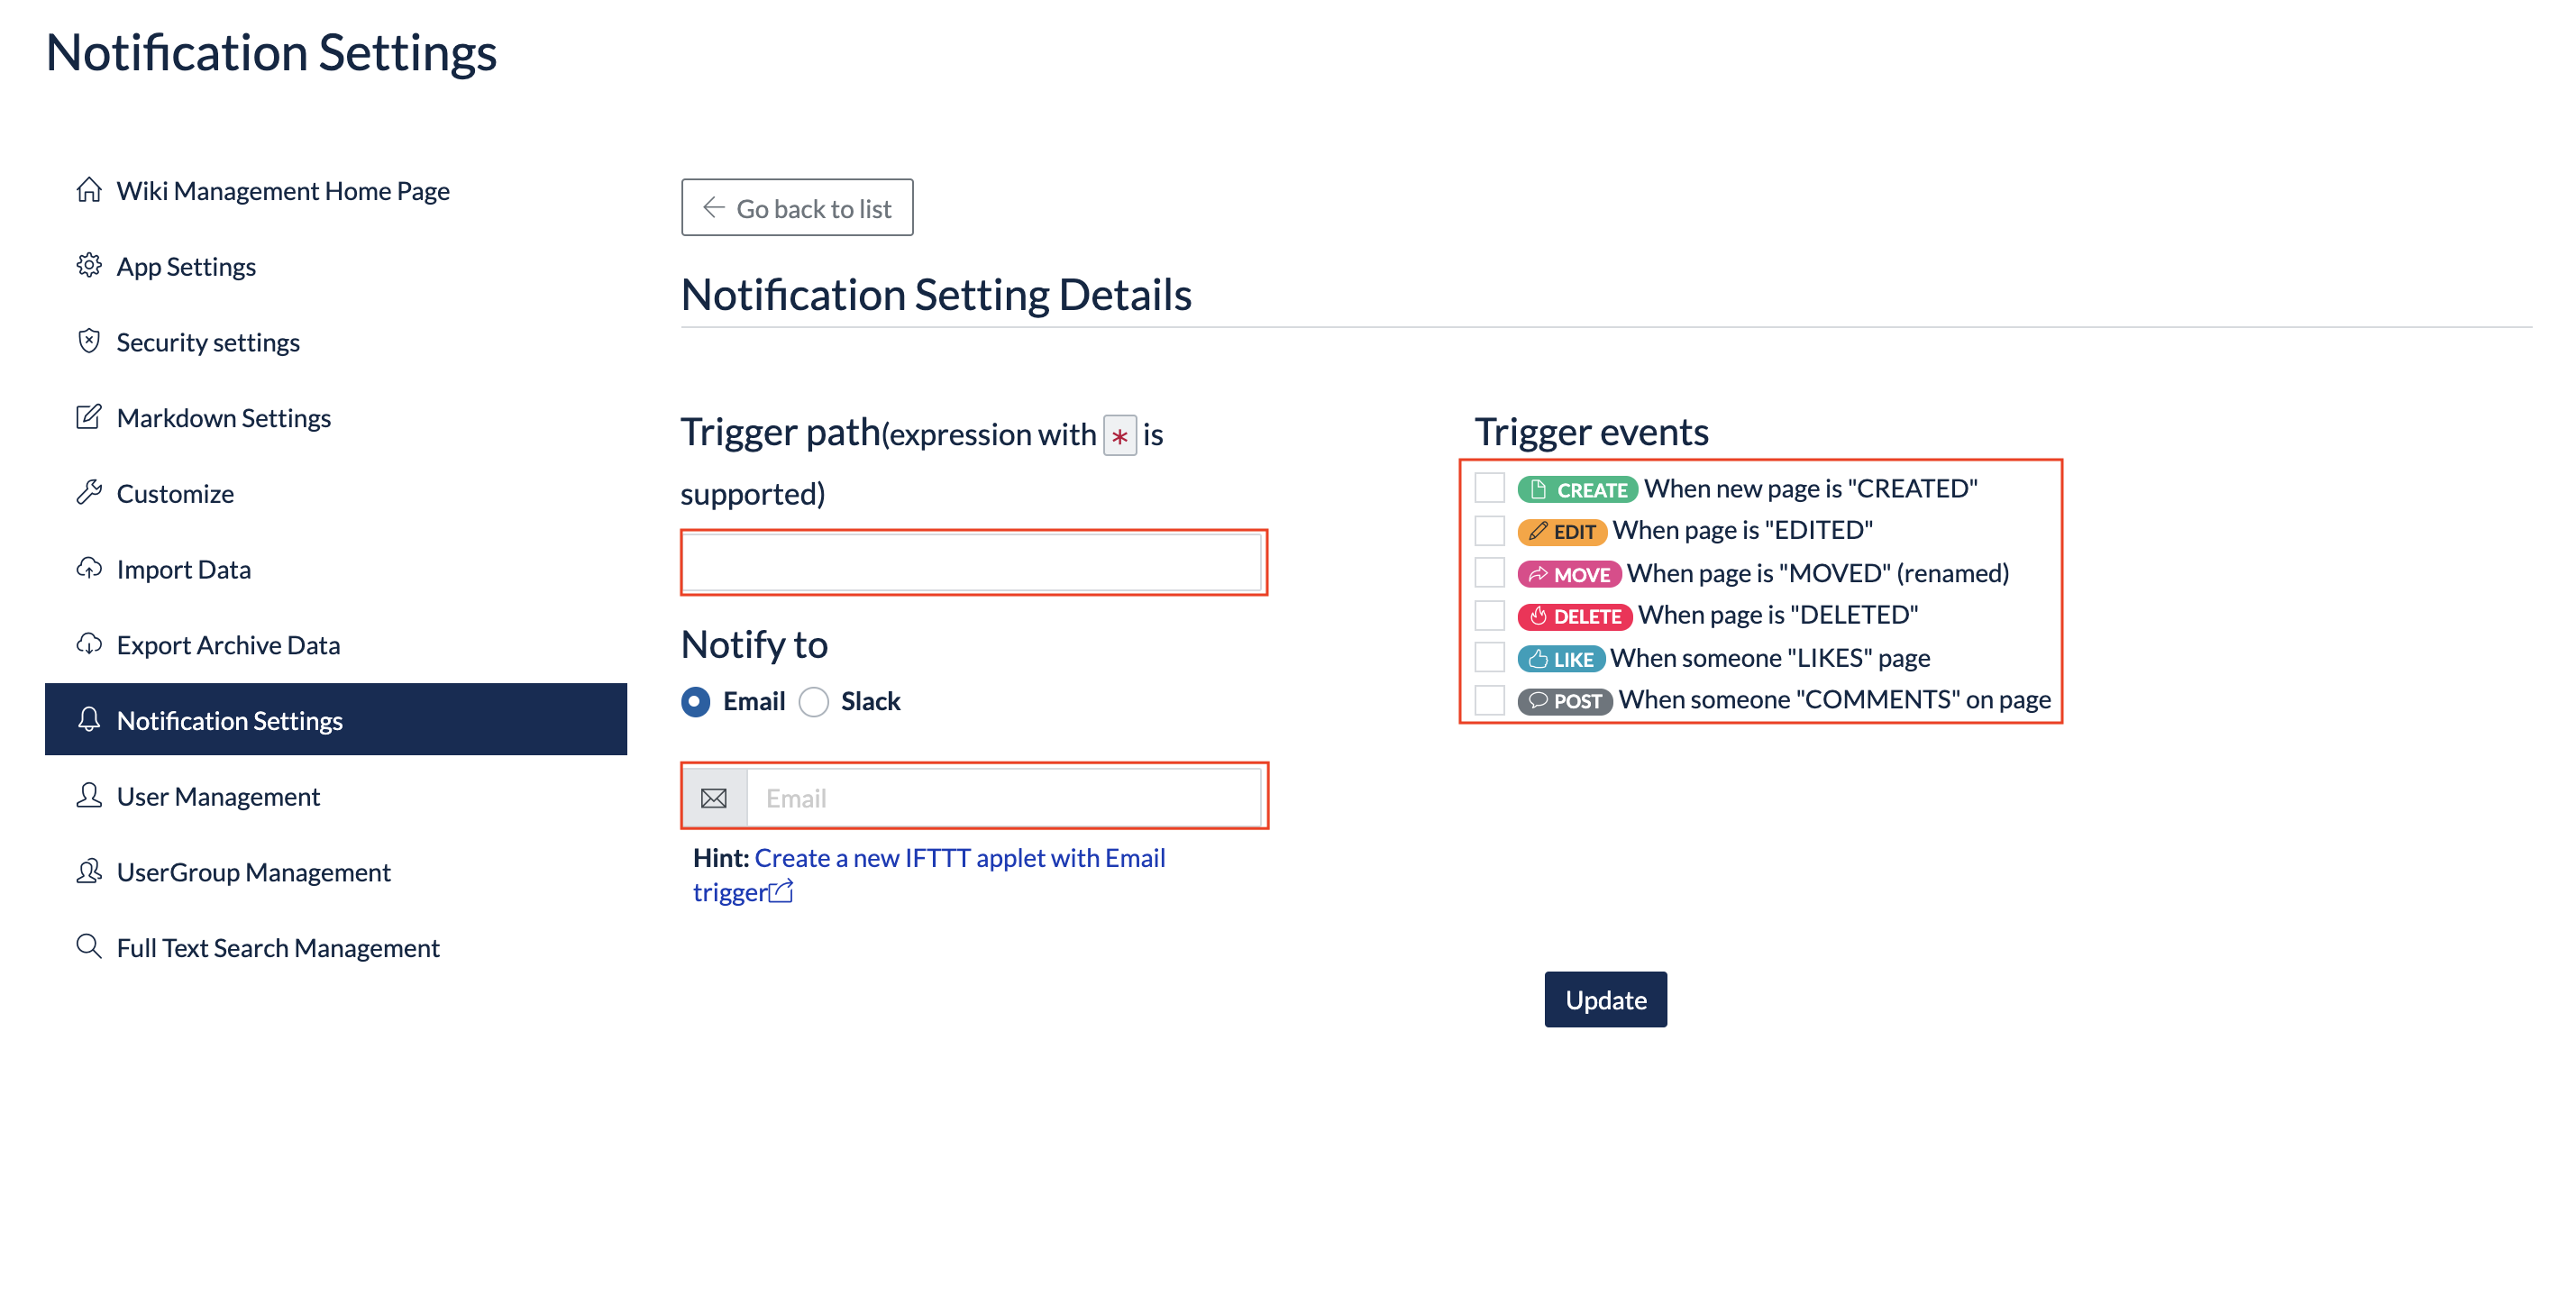 Notification Settings
Wiki Management Home Page
App Settings
Security settings
Markdown Settings
Customize
Import Data
Export Archive Data
Notification Settings
User Management
UserGroup Management
Full Text Search Management
Go back to list
Notification Setting Details
Trigger path(expression with * is
supported)
Notify to
Email Slack
Email
Hint: Create a new IFTTT applet with Email
trigger
Trigger events
CREATE When new page is "CREATED"
EDIT When page is "EDITED"
MOVE When page is "MOVED" (renamed)
DELETE When page is "DELETED"
LIKE When someone "LIKES" page
POST When someone "COMMENTS" on page
Update